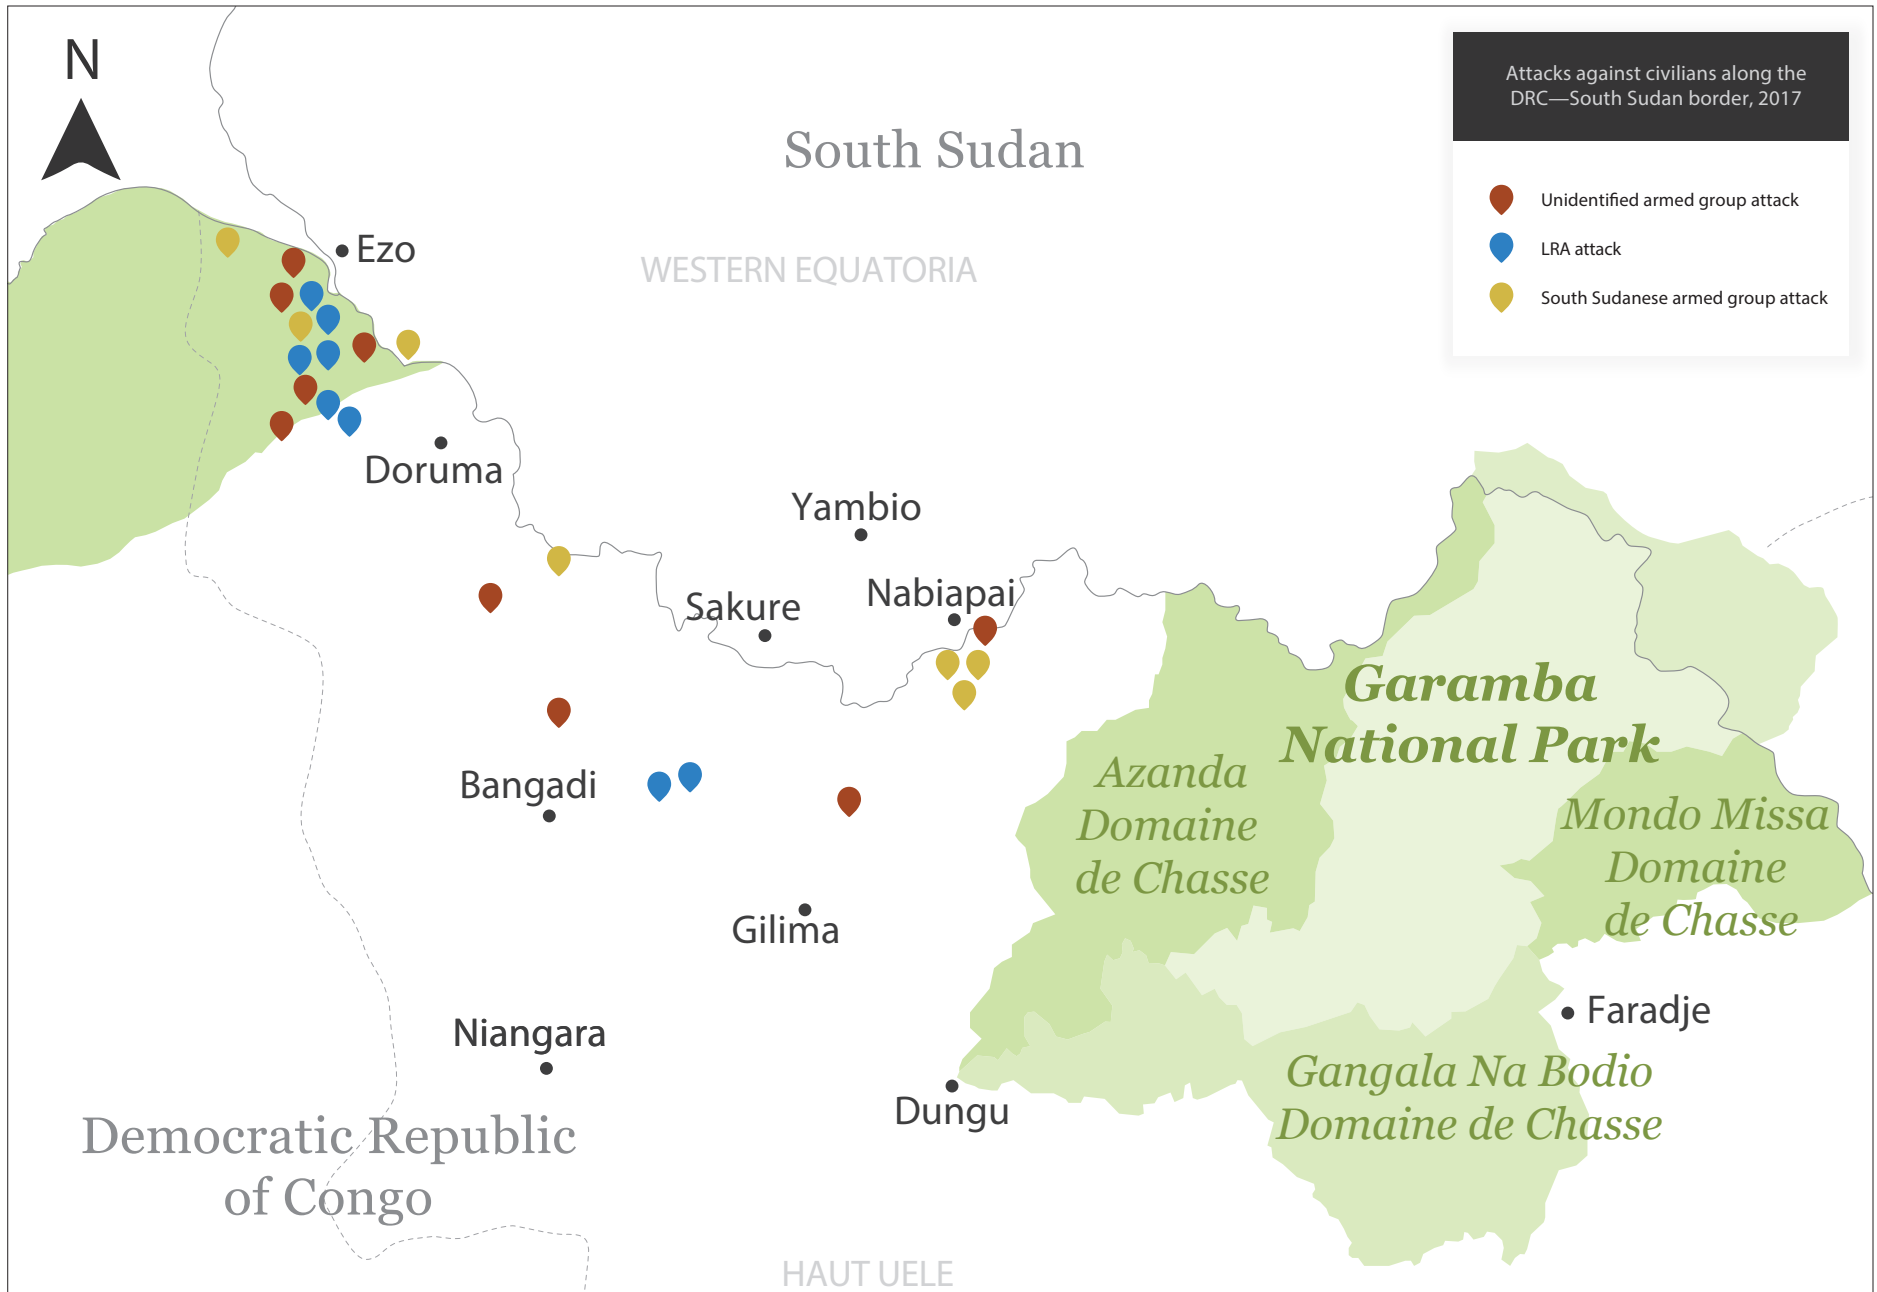 N
Attacks against civilians along the
DRC—South Sudan border, 2017
Unidentified armed group attack
LRA attack
South Sudanese armed group attack
South Sudan
Ezo
WESTERN EQUATORIA
Doruma
Yambio
Nabiapai
Sakure
Garamba
National Park
Azanda
Domaine
de Chasse
Bangadi
Mondo Missa
Domaine
de Chasse
Gilima
Faradje
Niangara
Gangala Na Bodio
Domaine de Chasse
Dungu
Democratic Republic
of Congo
HAUT UELE